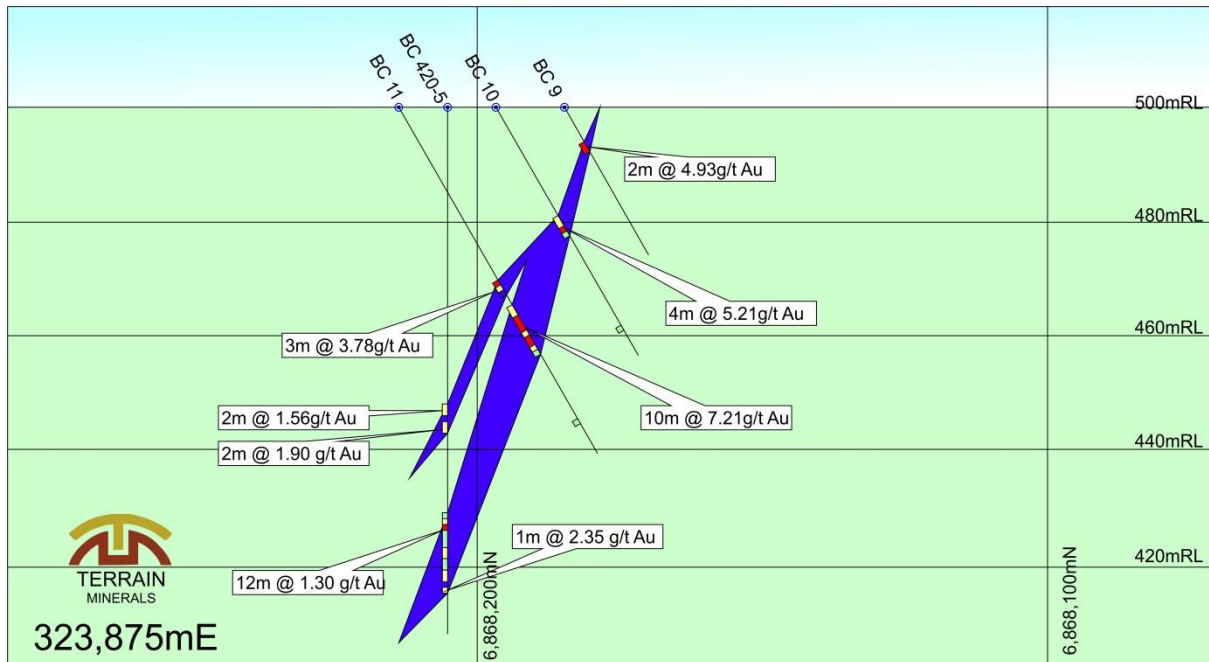 BC 11
BC 420-5
BC 10
BC 9
500mRL
2m @ 4.93g/t Au
480mRL
4m @ 5.21g/t Au
3m @ 3.78g/t Au
460mRL
10m @ 7.21g/t Au
2m @ 1.56g/t Au
2m @ 1.90 g/t Au
440mRL
1m @ 2.35 g/t Au
12m @ 1.30 g/t Au
420mRL
6,868,200mN
6,868,100mN
TERRAIN
MINERALS
323,875mE